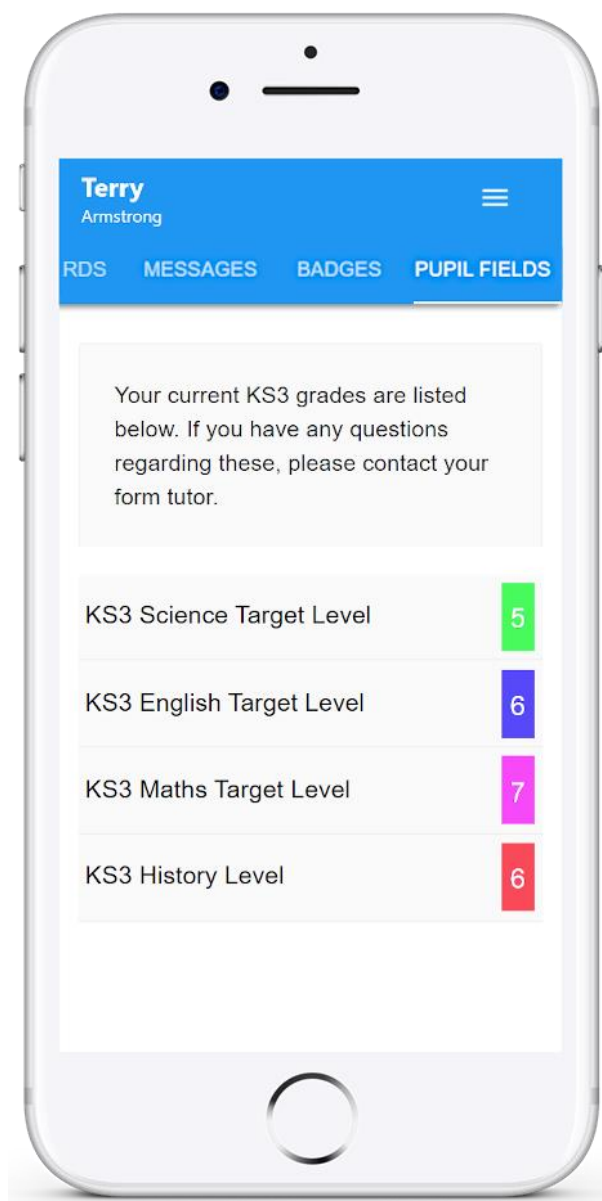 Terry
Armstrong
RDS MESSAGES BADGES PUPIL FIELDS
Your current KS3 grades are listed
below. If you have any questions
regarding these, please contact your
form tutor.
KS3 Science Target Level 5
KS3 English Target Level 6
KS3 Maths Target Level 7
KS3 History Level 6